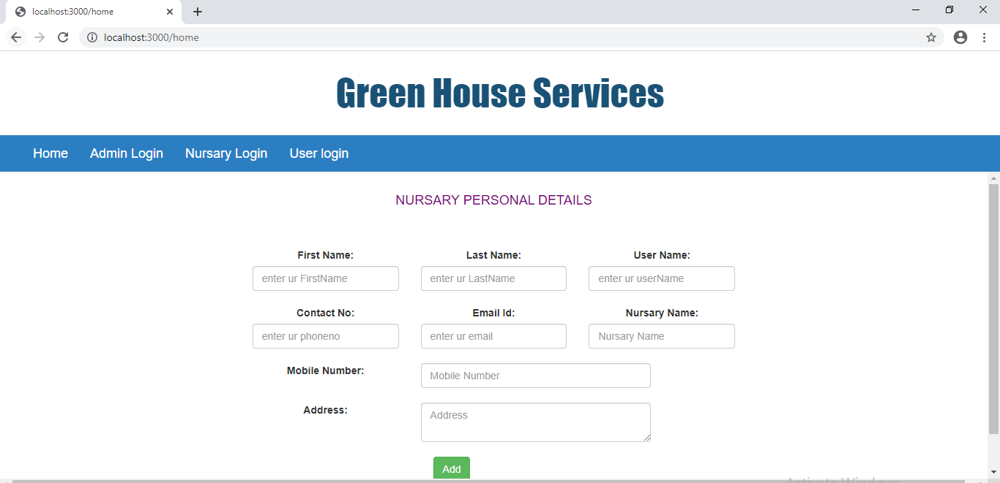 localhost:3000/home
localhost:3000/home
Green House Services
Home Admin Login Nursary Login User login
NURSARY PERSONAL DETAILS
First Name: Last Name: User Name:
enter ur FirstName enter ur LastName enter ur userName
Contact No: Email Id: Nursary Name:
enter ur phoneno enter ur email Nursary Name
Mobile Number: Mobile Number
Address: Address
Add
Activate Windows